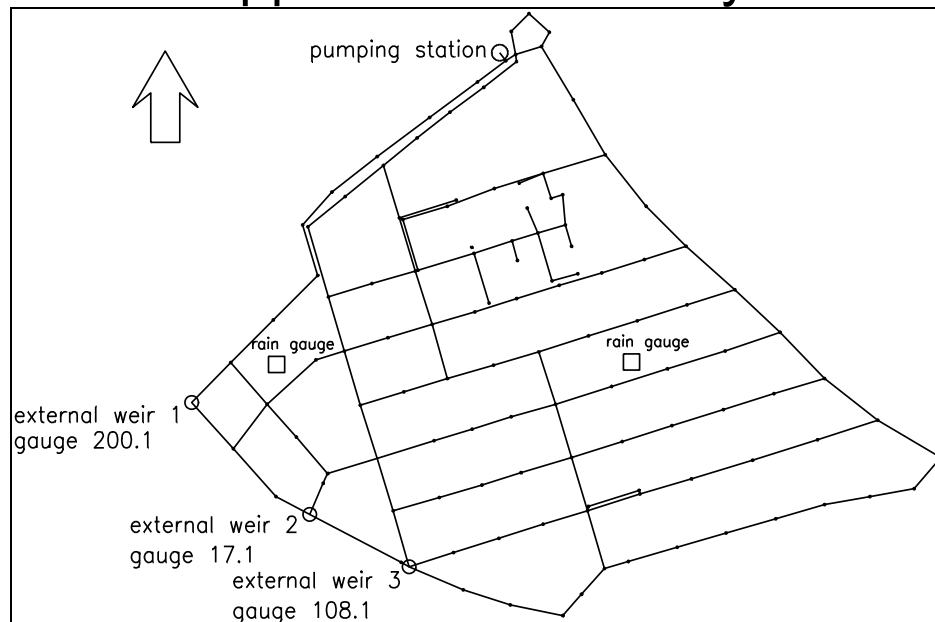 pumping station
rain gauge
rain gauge
external weir 1
gauge 200.1
external weir 2
gauge 17.1
external weir 3
gauge 108.1